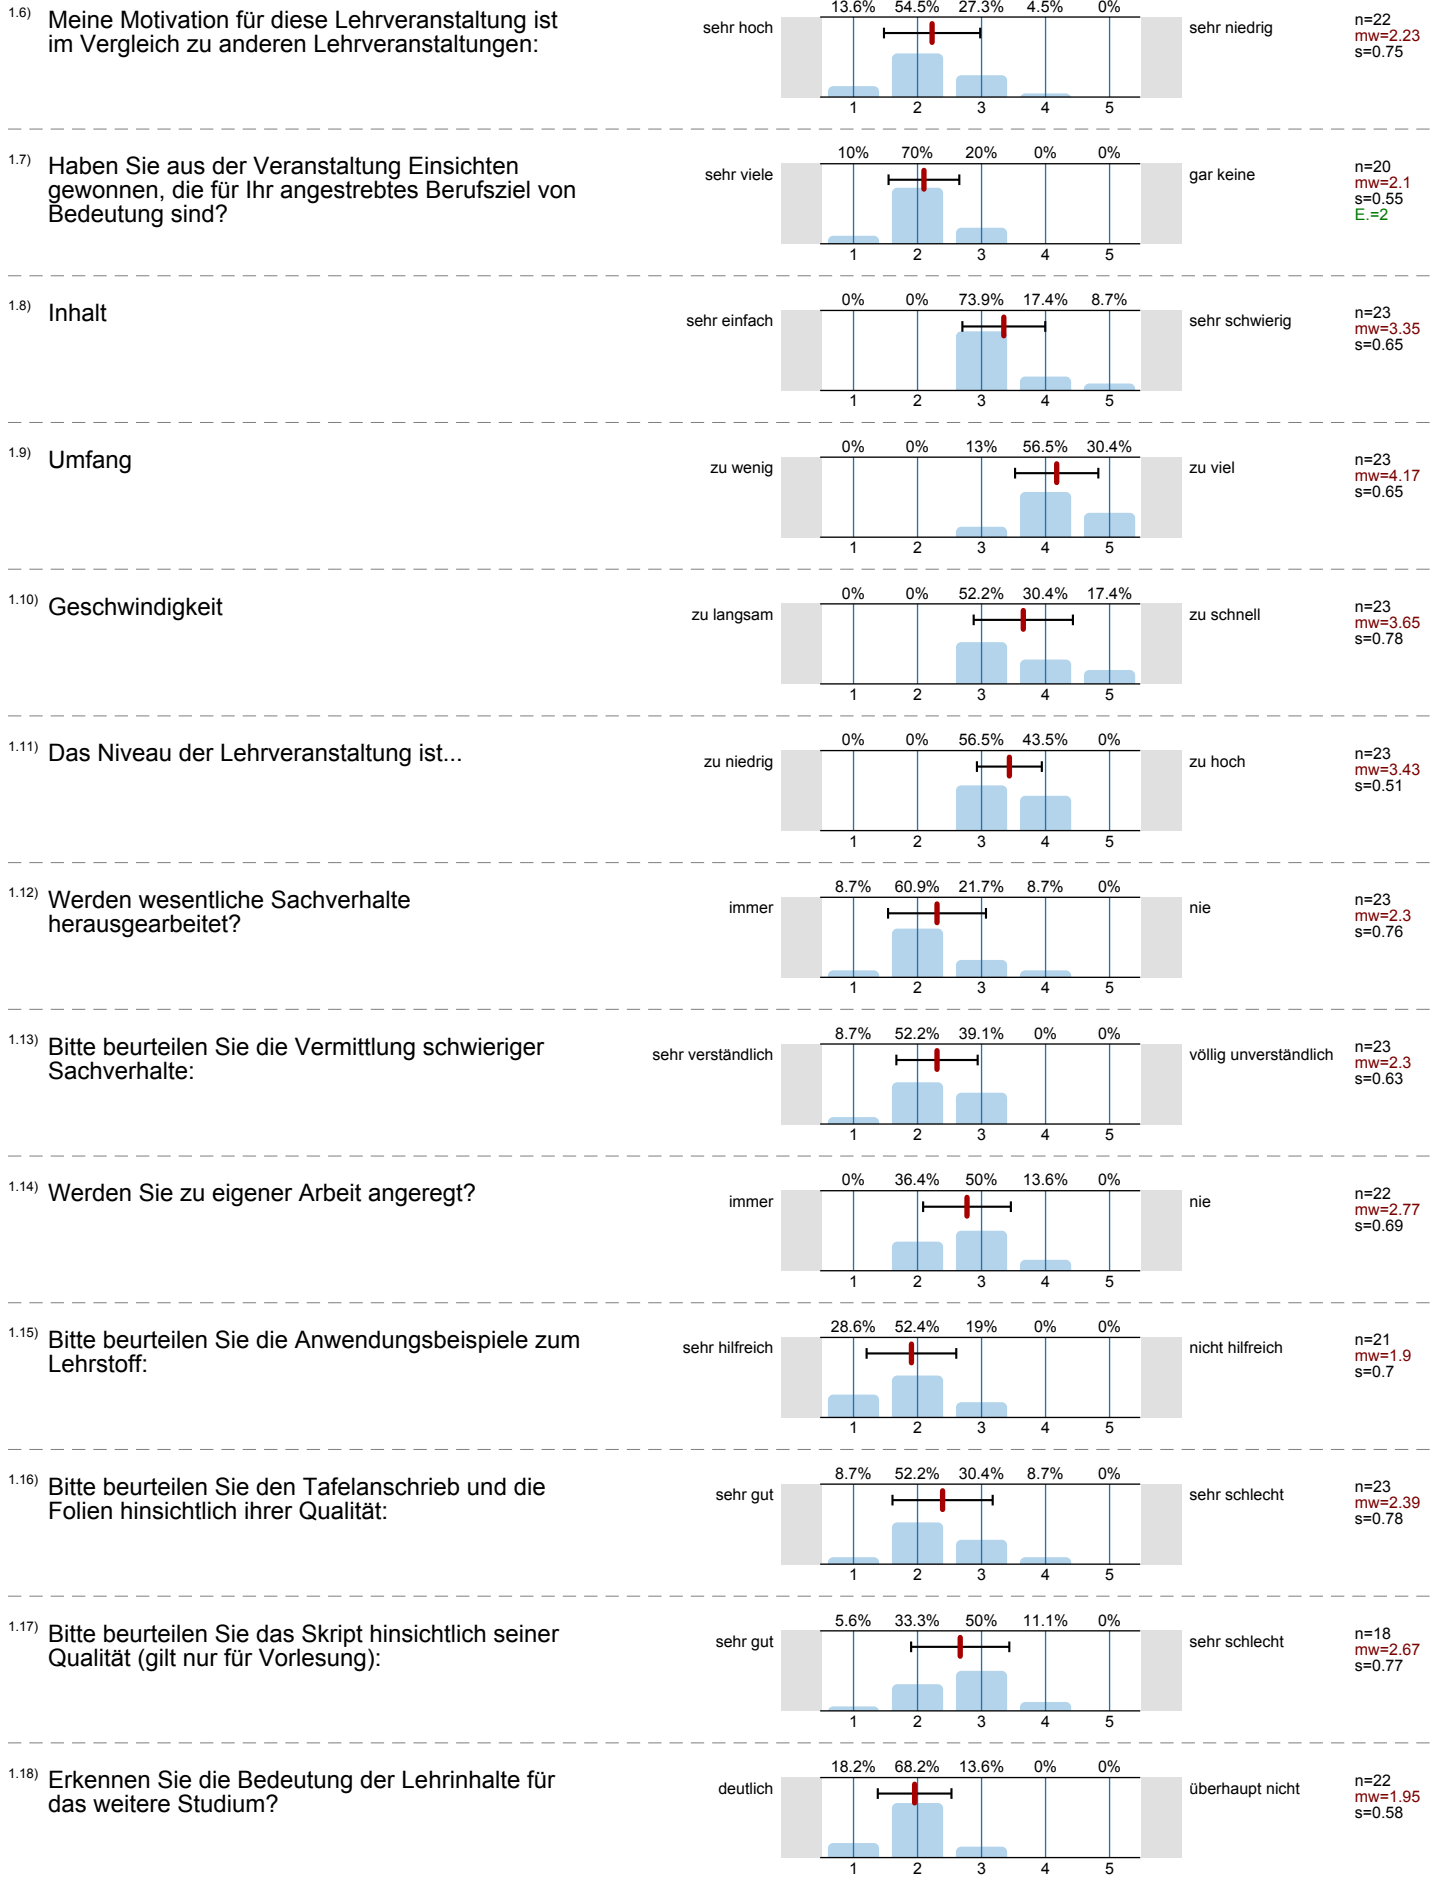 1.6) Meine Motivation für diese Lehrveranstaltung ist
im Vergleich zu anderen Lehrveranstaltungen:
13.6% 54.5% 27.3% 4.5% 0%
sehr hoch
sehr niedrig
n=22
mw=2.23
s=0.75
1 2 3 4 5
1.7) Haben Sie aus der Veranstaltung Einsichten
gewonnen, die für Ihr angestrebtes Berufsziel von
Bedeutung sind?
10% 70% 20% 0% 0%
sehr viele
gar keine
n=20
mw=2.1
s=0.55
E.=2
1 2 3 4 5
1.8) Inhalt
0% 0% 73.9% 17.4% 8.7%
sehr einfach
sehr schwierig
n=23
mw=3.35
s=0.65
1 2 3 4 5
1.9) Umfang
0% 0% 13% 56.5% 30.4%
zu wenig
zu viel
n=23
mw=4.17
s=0.65
1 2 3 4 5
1.10) Geschwindigkeit
0% 0% 52.2% 30.4% 17.4%
zu langsam
zu schnell
n=23
mw=3.65
s=0.78
1 2 3 4 5
1.11) Das Niveau der Lehrveranstaltung ist...
0% 0% 56.5% 43.5% 0%
zu niedrig
zu hoch
n=23
mw=3.43
s=0.51
1 2 3 4 5
1.12) Werden wesentliche Sachverhalte
herausgearbeitet?
8.7% 60.9% 21.7% 8.7% 0%
immer
nie
n=23
mw=2.3
s=0.76
1 2 3 4 5
1.13) Bitte beurteilen Sie die Vermittlung schwieriger
Sachverhalte:
8.7% 52.2% 39.1% 0% 0%
sehr verständlich
völlig unverständlich
n=23
mw=2.3
s=0.63
1 2 3 4 5
1.14) Werden Sie zu eigener Arbeit angeregt?
0% 36.4% 50% 13.6% 0%
immer
nie
n=22
mw=2.77
s=0.69
1 2 3 4 5
1.15) Bitte beurteilen Sie die Anwendungsbeispiele zum
Lehrstoff:
28.6% 52.4% 19% 0% 0%
sehr hilfreich
nicht hilfreich
n=21
mw=1.9
s=0.7
1 2 3 4 5
1.16) Bitte beurteilen Sie den Tafelanschrieb und die
Folien hinsichtlich ihrer Qualität:
8.7% 52.2% 30.4% 8.7% 0%
sehr gut
sehr schlecht
n=23
mw=2.39
s=0.78
1 2 3 4 5
1.17) Bitte beurteilen Sie das Skript hinsichtlich seiner
Qualität (gilt nur für Vorlesung):
5.6% 33.3% 50% 11.1% 0%
sehr gut
sehr schlecht
n=18
mw=2.67
s=0.77
1 2 3 4 5
1.18) Erkennen Sie die Bedeutung der Lehrinhalte für
das weitere Studium?
18.2% 68.2% 13.6% 0% 0%
deutlich
überhaupt nicht
n=22
mw=1.95
s=0.58
1 2 3 4 5